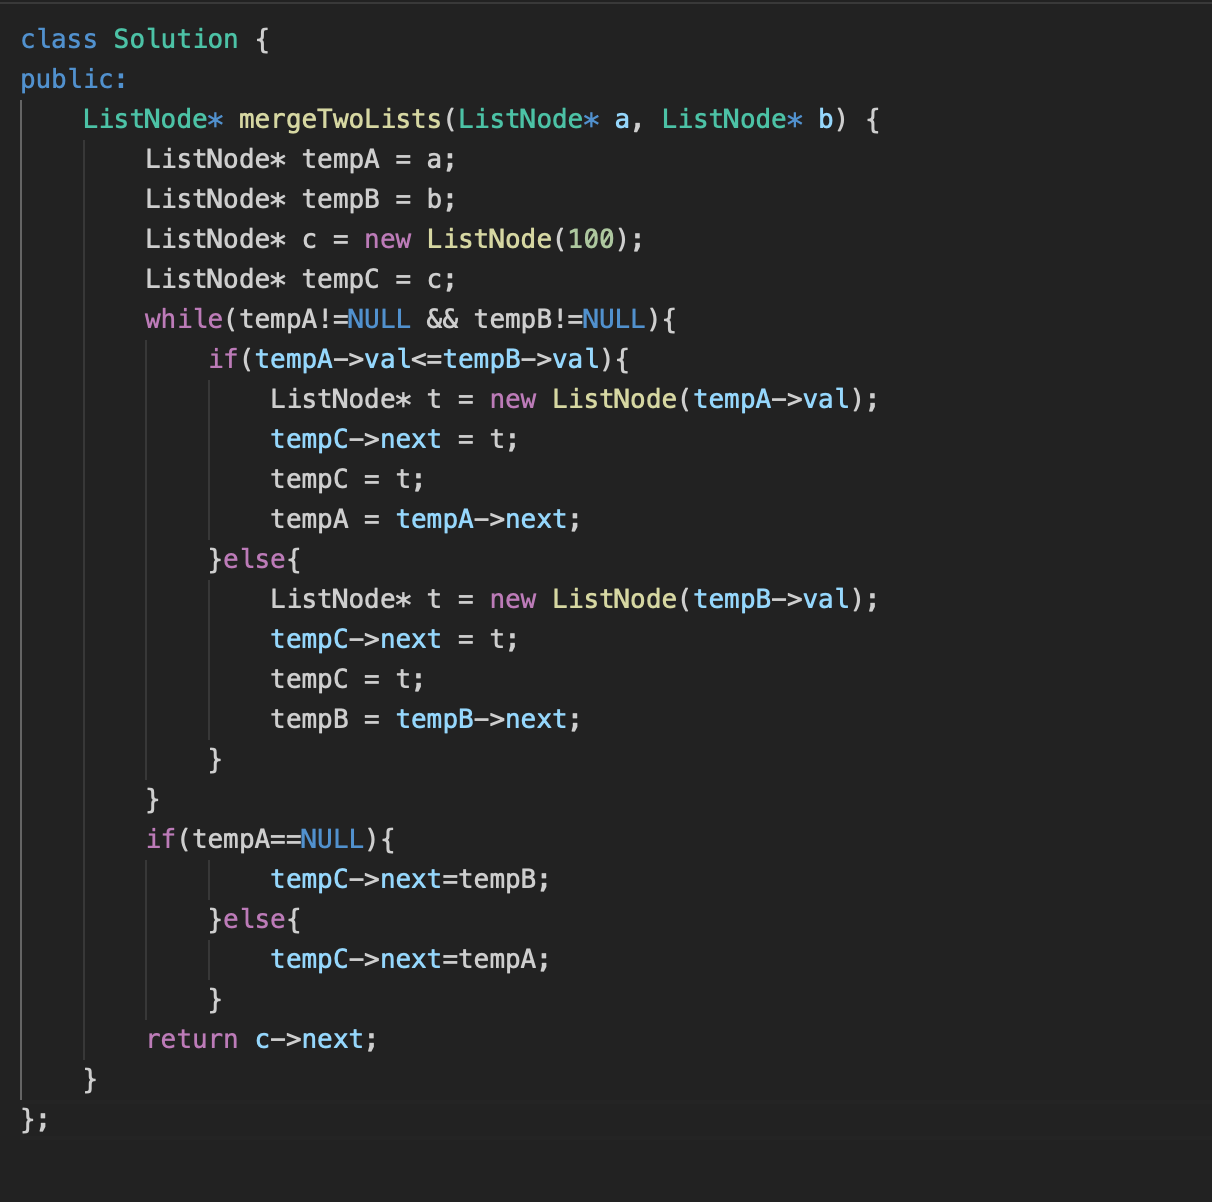 class Solution {
public:
    ListNode* mergeTwoLists(ListNode* a, ListNode* b) {
        ListNode* tempA = a;
        ListNode* tempB = b;
        ListNode* c = new ListNode(100);
        ListNode* tempC = c;
        while(tempA!=NULL && tempB!=NULL){
            if(tempA->val<=tempB->val){
                ListNode* t = new ListNode(tempA->val);
                tempC->next = t;
                tempC = t;
                tempA = tempA->next;
            }else{
                ListNode* t = new ListNode(tempB->val);
                tempC->next = t;
                tempC = t;
                tempB = tempB->next;
            }
        }
        if(tempA==NULL){
                tempC->next=tempB;
            }else{
                tempC->next=tempA;
            }
        return c->next;
    }
};